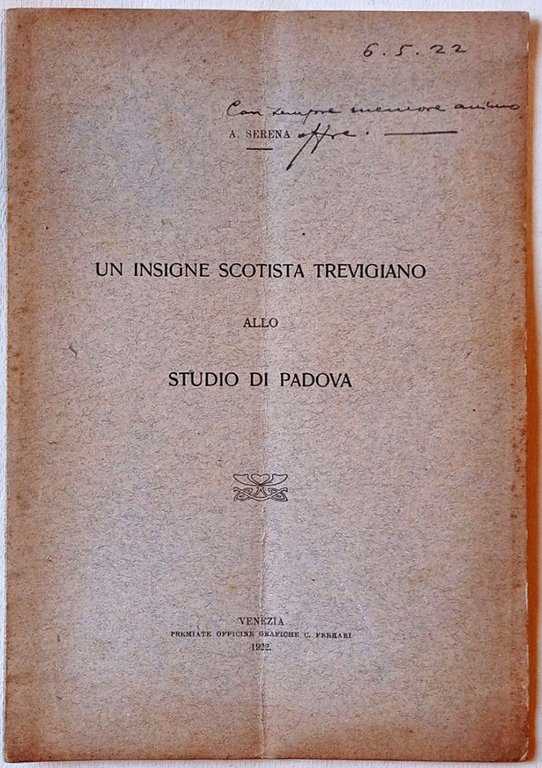 6.5.22
Con sempre memore animo
A. SERENA offre.
UN INSIGNE SCOTISTA TREVIGIANO
ALLO
STUDIO DI PADOVA
VENEZIA
PREMIATE OFFICINE GRAFICHE C. FERRARI
1922.